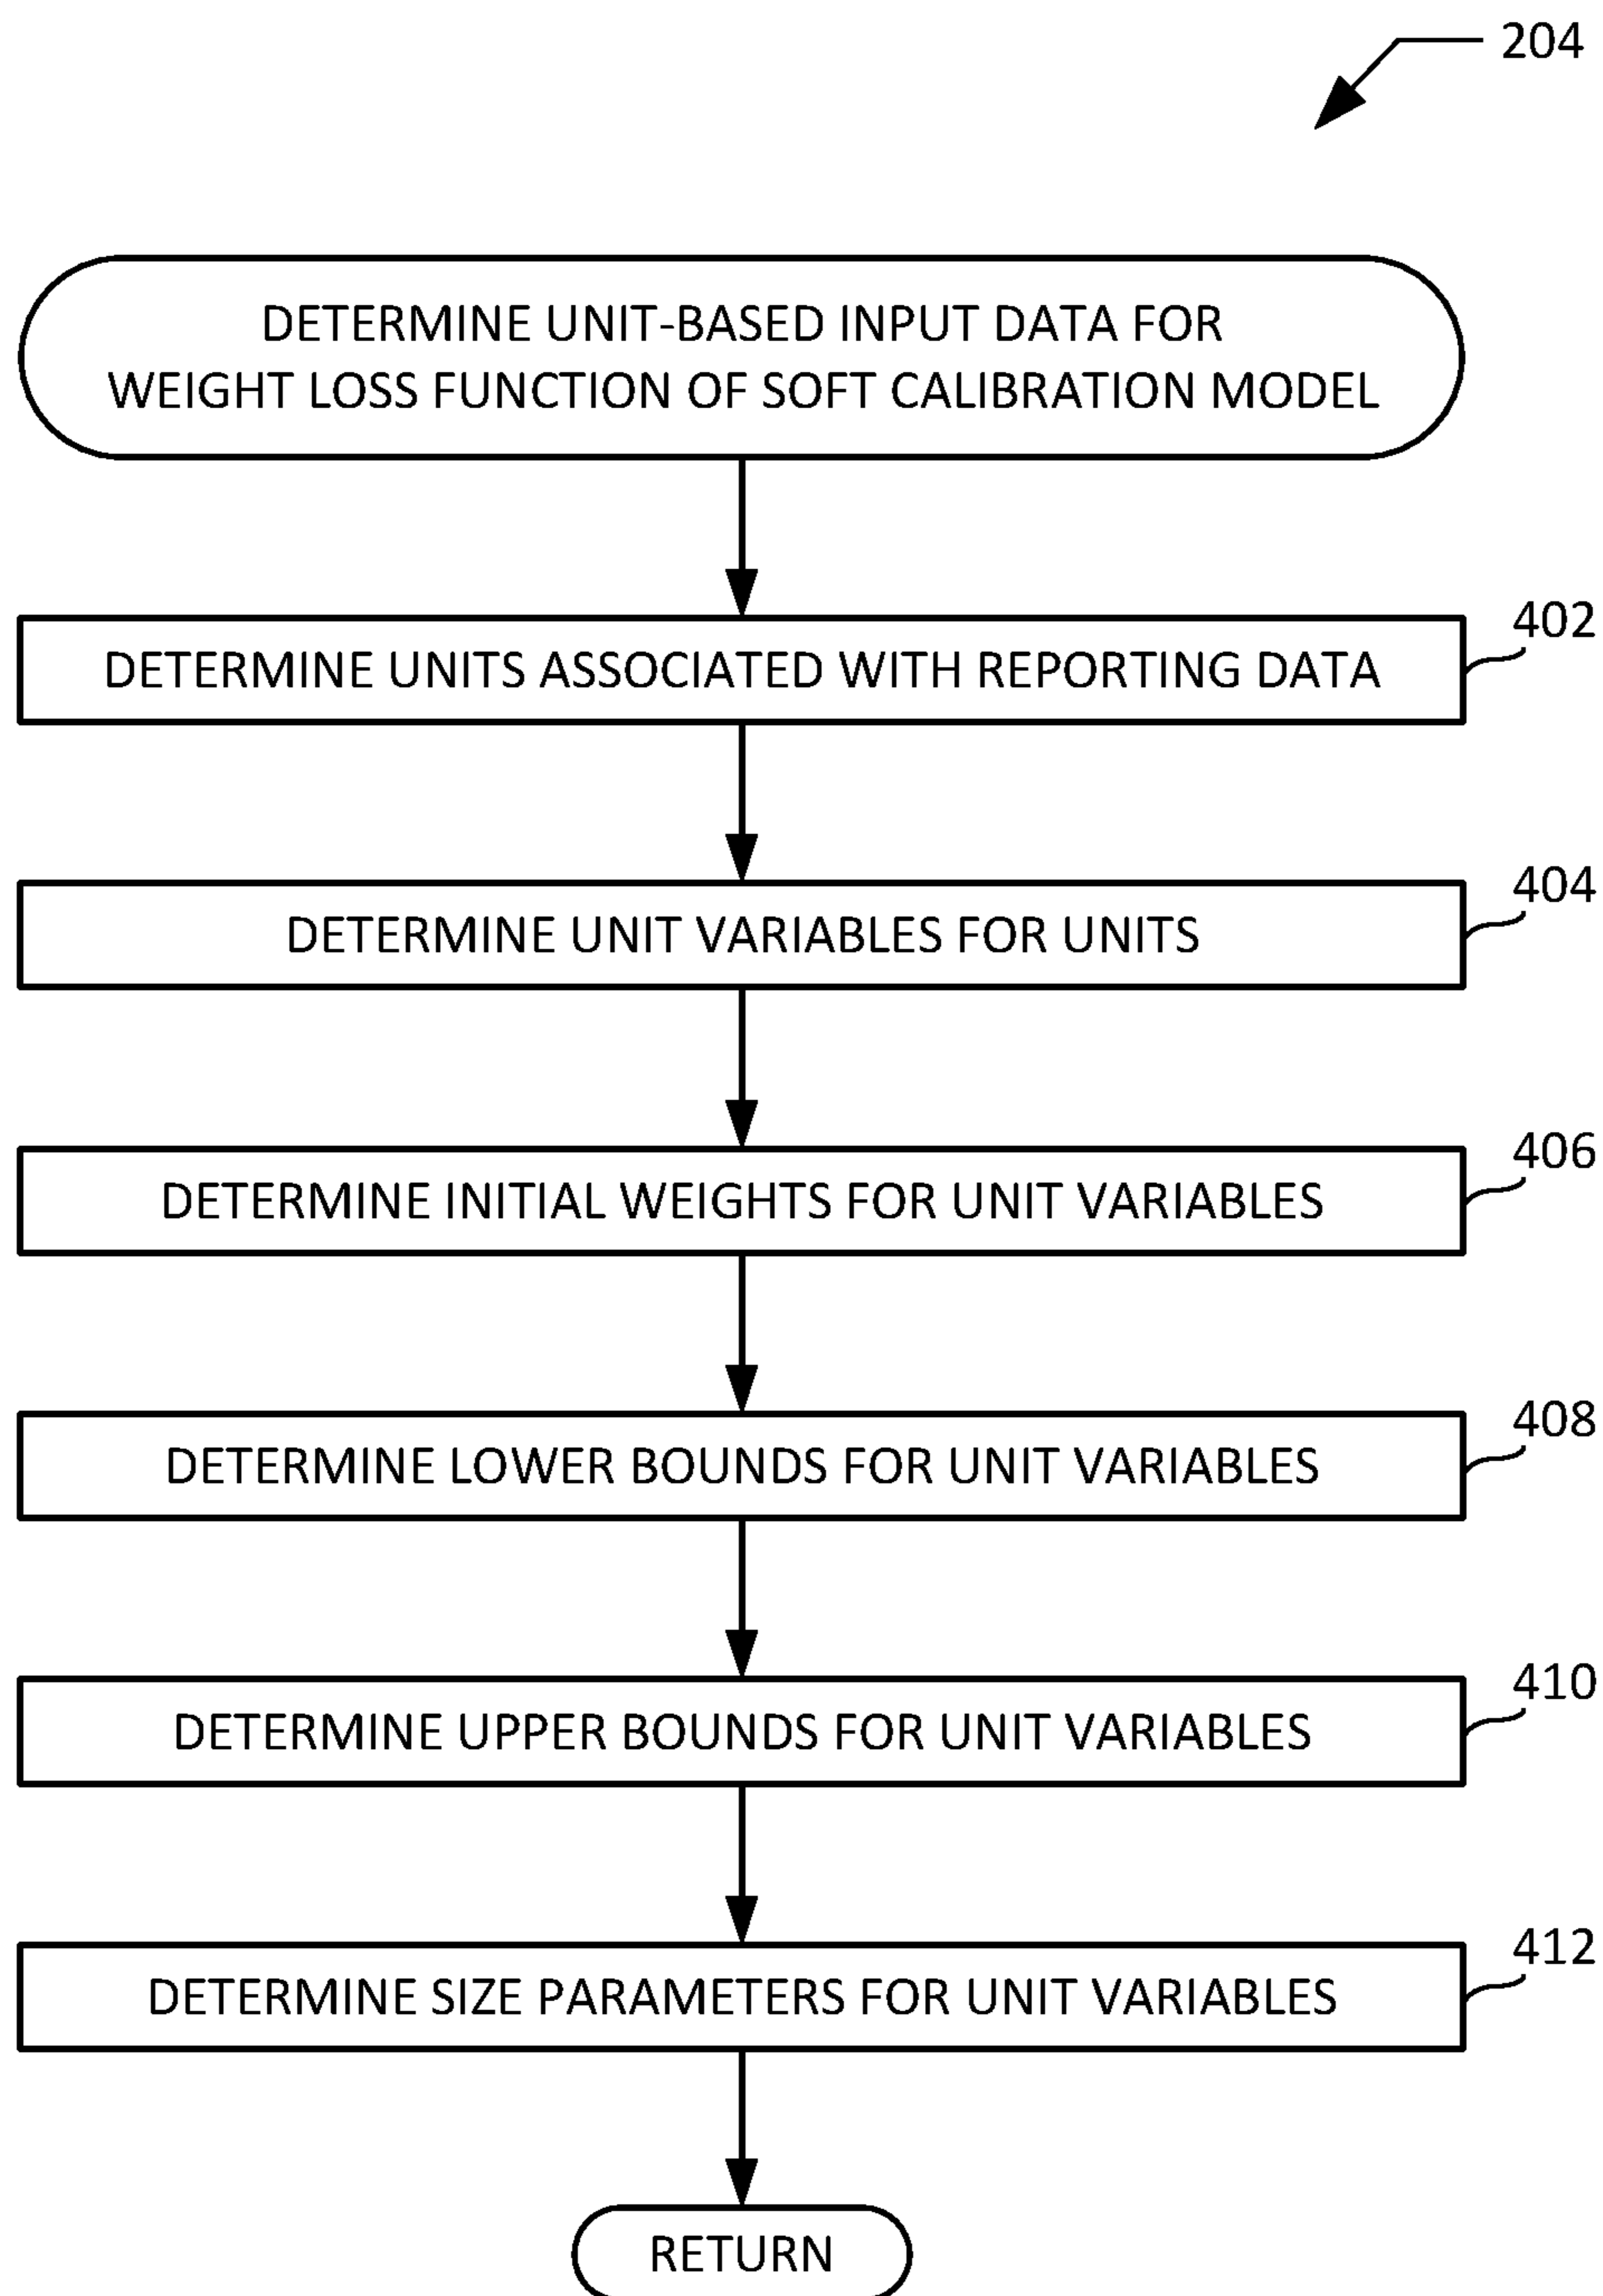 204
DETERMINE UNIT-BASED INPUT DATA FOR
WEIGHT LOSS FUNCTION OF SOFT CALIBRATION MODEL
402
DETERMINE UNITS ASSOCIATED WITH REPORTING DATA
404
DETERMINE UNIT VARIABLES FOR UNITS
406
DETERMINE INITIAL WEIGHTS FOR UNIT VARIABLES
408
DETERMINE LOWER BOUNDS FOR UNIT VARIABLES
410
DETERMINE UPPER BOUNDS FOR UNIT VARIABLES
412
DETERMINE SIZE PARAMETERS FOR UNIT VARIABLES
RETURN